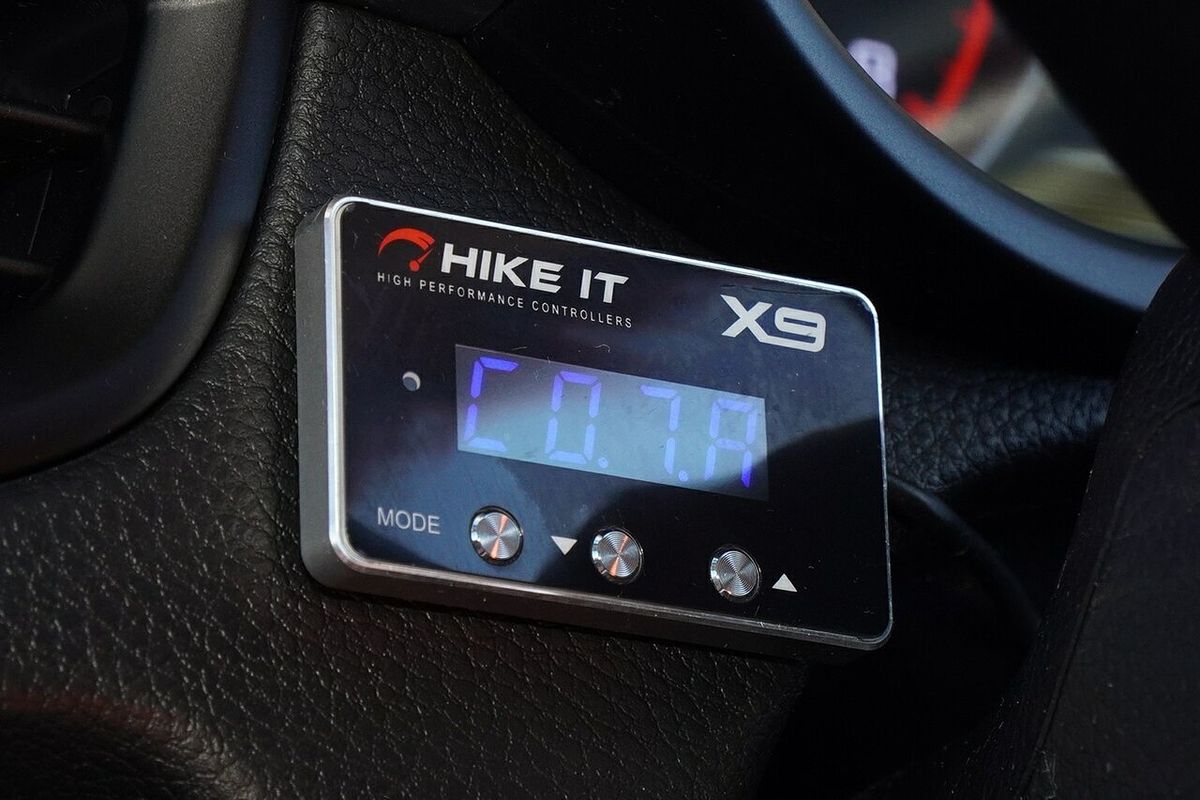 HIKE IT
HIGH PERFORMANCE CONTROLLERS
X9
C0.7.A
MODE